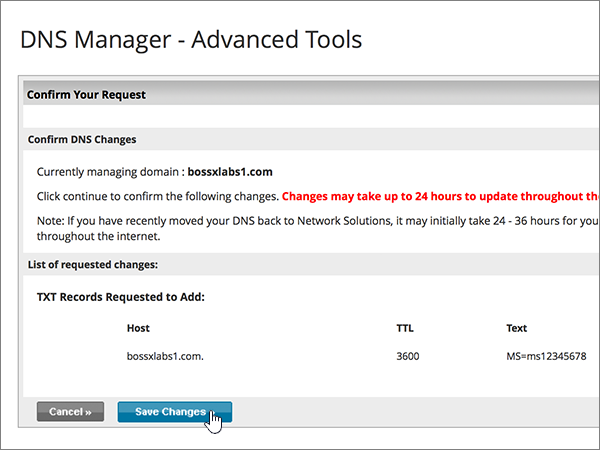 DNS Manager - Advanced Tools
Confirm Your Request
Confirm DNS Changes
Currently managing domain : bossxlabs1.com
Click continue to confirm the following changes. Changes may take up to 24 hours to update throughout
Note: If you have recently moved your DNS back to Network Solutions, it may initially take 24 - 36 hours for
throughout the internet.
List of requested changes:
TXT Records Requested to Add:
Host TTL Text
bossxlabs1.com. 3600 MS=ms12345678
Cancel » Save Changes